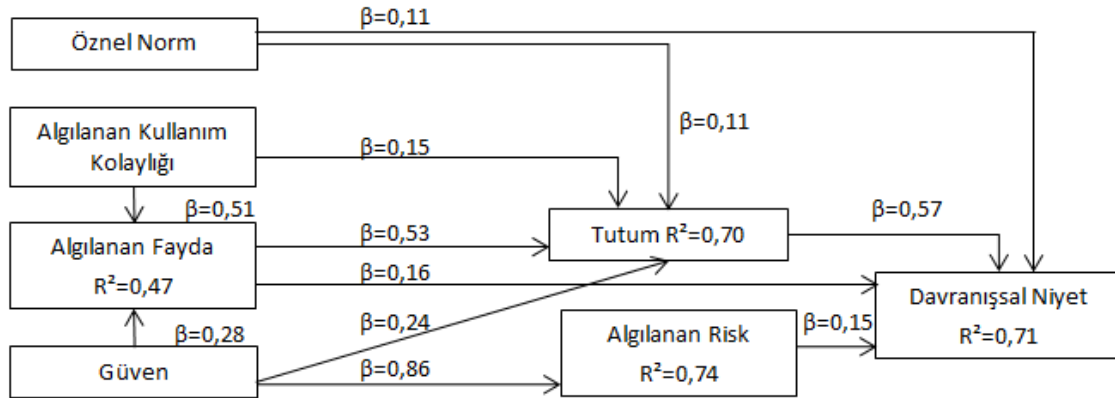 β=0,11
Öznel Norm
Algılanan Kullanım
Kolaylığı
β=0,15
β=0,11
β=0,51
Algılanan Fayda
R²=0,47
β=0,53
β=0,16
Tutum R²=0,70
β=0,57
Davranışsal Niyet
R²=0,71
β=0,28
Güven
β=0,24
β=0,86
Algılanan Risk
R²=0,74
β=0,15